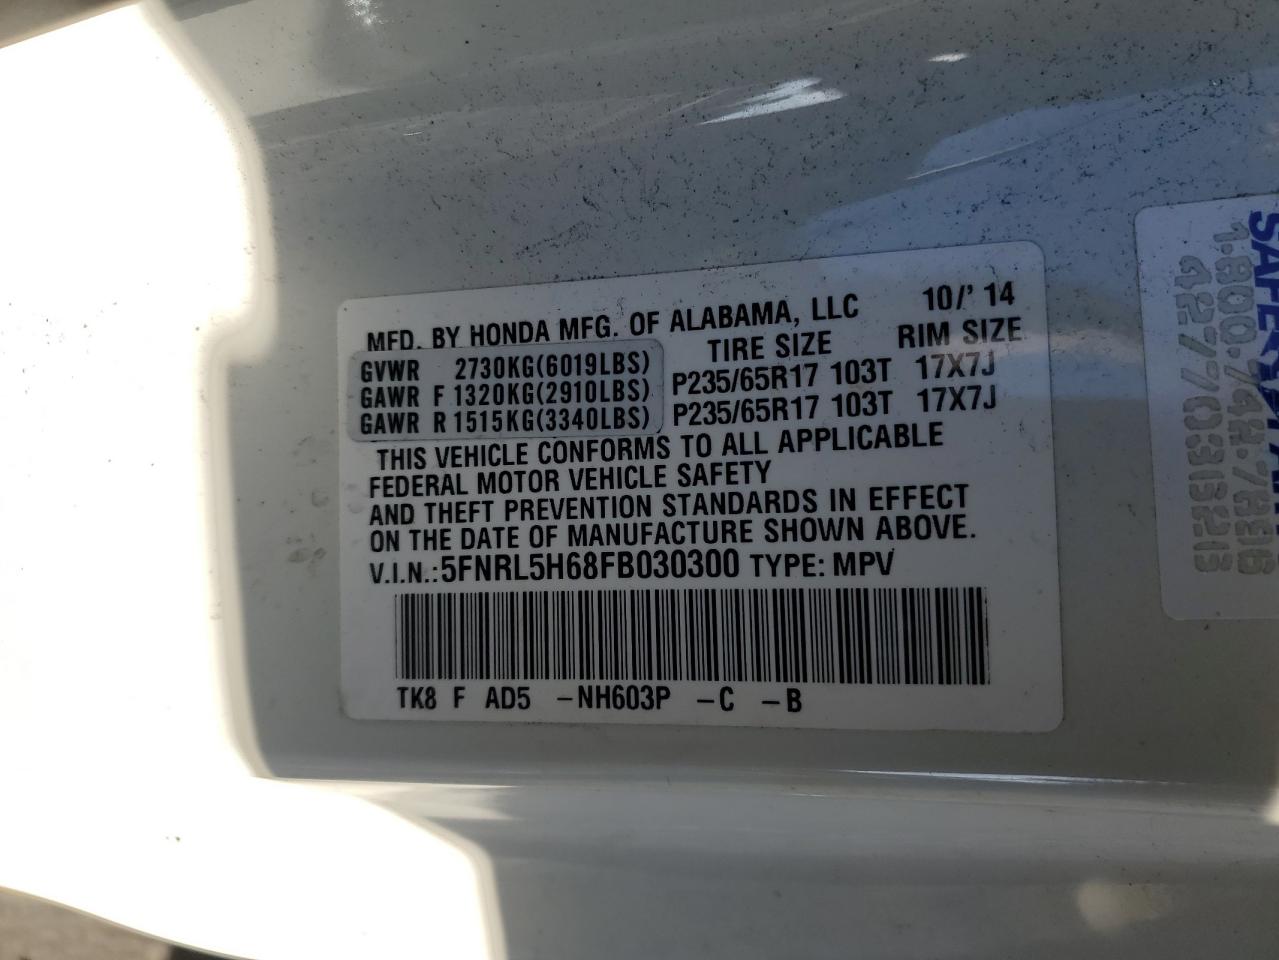 MFD. BY HONDA MFG. OF ALABAMA, LLC 10/'14
TIRE SIZE RIM SIZE
GVWR 2730KG(6019LBS)
GAWR F 1320KG(2910LBS) P235/65R17 103T 17X7J
GAWR R 1515KG(3340LBS) P235/65R17 103T 17X7J
THIS VEHICLE CONFORMS TO ALL APPLICABLE
FEDERAL MOTOR VEHICLE SAFETY
AND THEFT PREVENTION STANDARDS IN EFFECT
ON THE DATE OF MANUFACTURE SHOWN ABOVE.
V.I.N.:5FNRL5H68FB030300 TYPE: MPV
TK8 F AD5 -NH603P -C -B